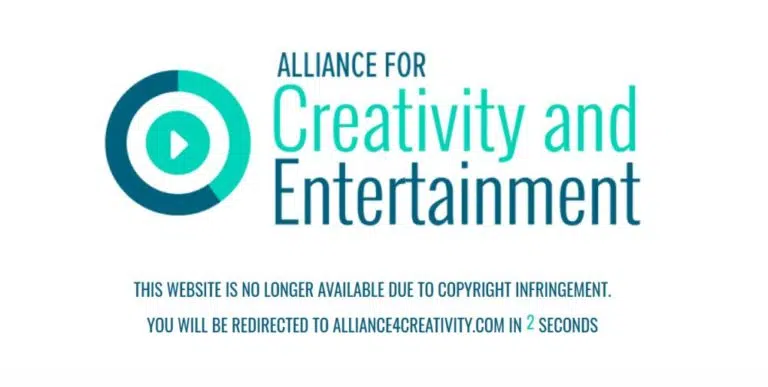 ALLIANCE FOR
Creativity and
Entertainment
THIS WEBSITE IS NO LONGER AVAILABLE DUE TO COPYRIGHT INFRINGEMENT.
YOU WILL BE REDIRECTED TO ALLIANCE4CREATIVITY.COM IN 2 SECONDS